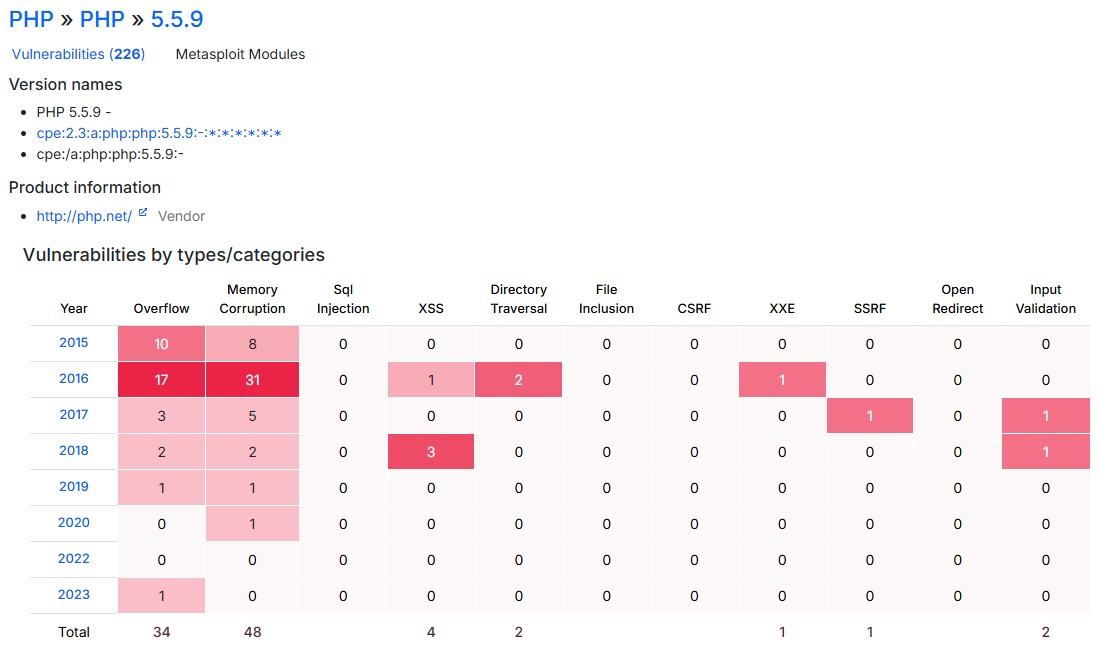 PHP » PHP » 5.5.9
Vulnerabilities (226) Metasploit Modules
Version names
• PHP 5.5.9 -
• cpe:2.3:a:php:php:5.5.9:-:*:*:*:*:*:*
• cpe:/a:php:php:5.5.9:-
Product information
• http://php.net/ Vendor
Vulnerabilities by types/categories
Year Overflow Memory Corruption Sql Injection XSS Directory Traversal File Inclusion CSRF XXE SSRF Open Redirect Input Validation
2015 10 8 0 0 0 0 0 0 0 0 0
2016 17 31 0 1 2 0 0 1 0 0 0
2017 3 5 0 0 0 0 0 0 1 0 1
2018 2 2 0 3 0 0 0 0 0 0 1
2019 1 1 0 0 0 0 0 0 0 0 0
2020 0 1 0 0 0 0 0 0 0 0 0
2022 0 0 0 0 0 0 0 0 0 0 0
2023 1 0 0 0 0 0 0 0 0 0 0
Total 34 48 4 2 1 1 2